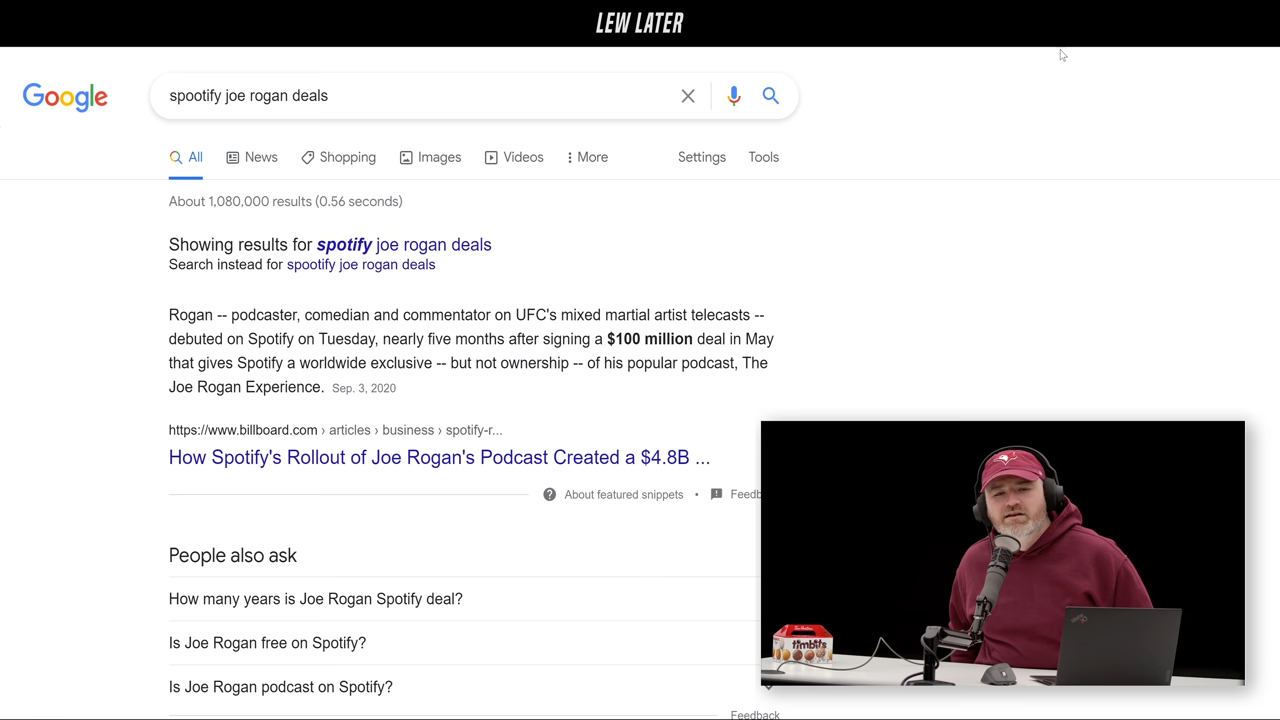 LEW LATER
Google
spootify joe rogan deals
All
News
Shopping
Images
Videos
More
Settings
Tools
About 1,080,000 results (0.56 seconds)
Showing results for spotify joe rogan deals
Search instead for spootify joe rogan deals
Rogan -- podcaster, comedian and commentator on UFC's mixed martial artist telecasts --
debuted on Spotify on Tuesday, nearly five months after signing a $100 million deal in May
that gives Spotify a worldwide exclusive -- but not ownership -- of his popular podcast, The
Joe Rogan Experience. Sep. 3, 2020
https://www.billboard.com › articles › business › spotify-r...
How Spotify's Rollout of Joe Rogan's Podcast Created a $4.8B ...
About featured snippets • Feedb
People also ask
How many years is Joe Rogan Spotify deal?
Is Joe Rogan free on Spotify?
Is Joe Rogan podcast on Spotify?
Feedback
timbits